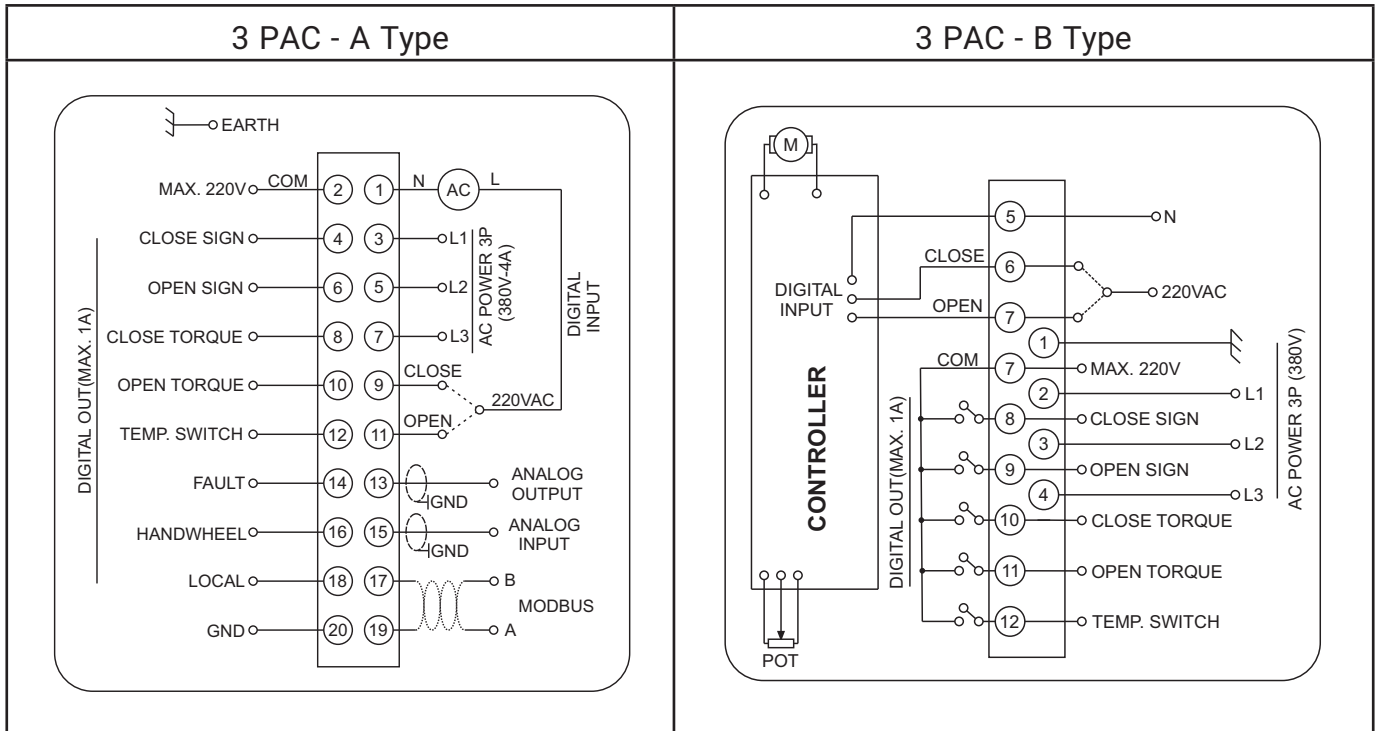 3 PAC - A Type
EARTH
MAX. 220V COM 2 1 N AC L
CLOSE SIGN 4 3 L1
OPEN SIGN 6 5 L2
CLOSE TORQUE 8 7 L3
OPEN TORQUE 10 9 CLOSE
220VAC
TEMP. SWITCH 12 11 OPEN
FAULT 14 13 ANALOG
OUTPUT
GND
HANDWHEEL 16 15 ANALOG
INPUT
GND
LOCAL 18 17 B
MODBUS
GND 20 19 A
DIGITAL OUT(MAX. 1A)
AC POWER 3P
(380V-4A)
DIGITAL
INPUT
3 PAC - B Type
M
5 N
CLOSE 6
DIGITAL
INPUT
220VAC
OPEN 7
1
COM 7 MAX. 220V
2 L1
8 CLOSE SIGN
3 L2
9 OPEN SIGN
4 L3
10 CLOSE TORQUE
11 OPEN TORQUE
12 TEMP. SWITCH
CONTROLLER
DIGITAL OUT(MAX. 1A)
AC POWER 3P (380V)
POT